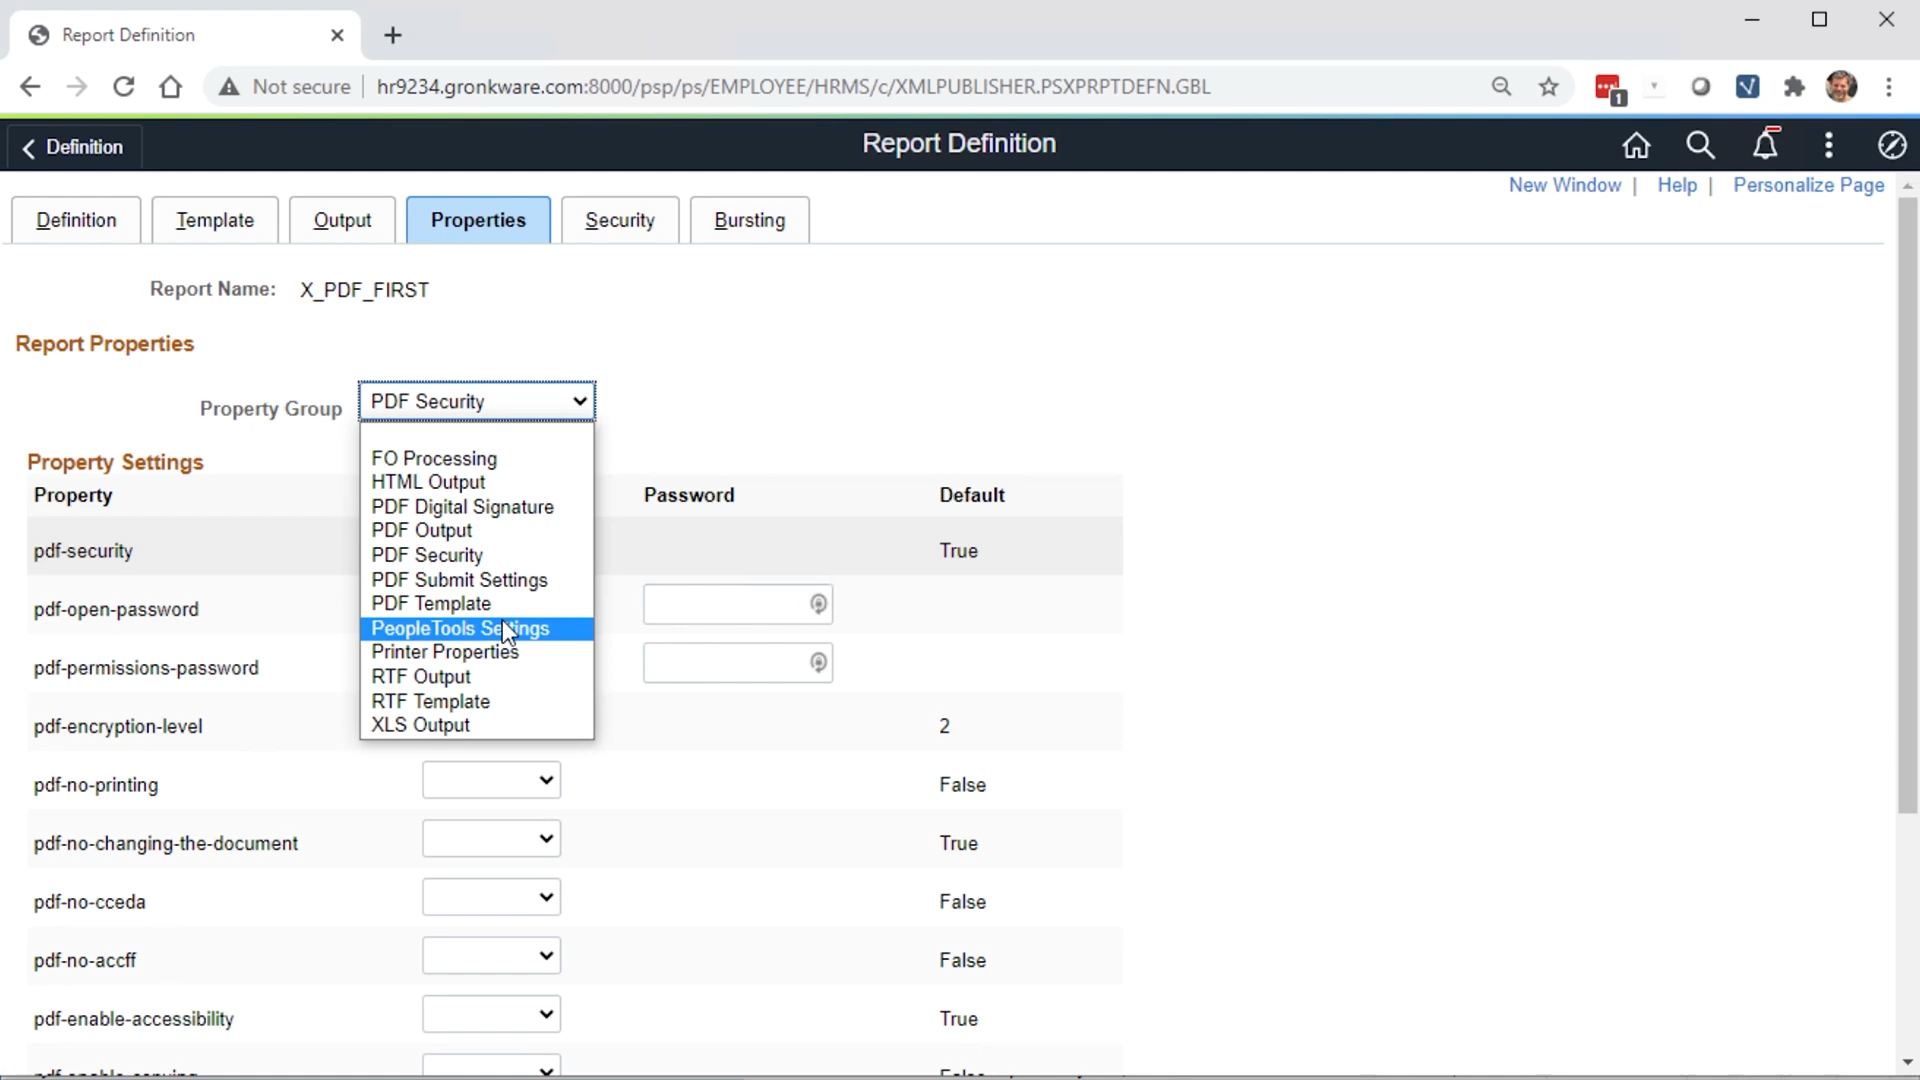 Report Definition
Not secure
hr9234.gronkware.com:8000/psp/ps/EMPLOYEE/HRMS/c/XMLPUBLISHER.PSXPRPTDEFN.GBL
1
Definition
Report Definition
New Window | Help | Personalize Page
Definition
Template
Output
Properties
Security
Bursting
Report Name: X_PDF_FIRST
Report Properties
Property Group PDF Security
FO Processing
HTML Output
PDF Digital Signature
PDF Output
PDF Security
PDF Submit Settings
PDF Template
PeopleTools Settings
Printer Properties
RTF Output
RTF Template
XLS Output
Property Settings
Property Password Default
pdf-security True
pdf-open-password
pdf-permissions-password
pdf-encryption-level 2
pdf-no-printing False
pdf-no-changing-the-document True
pdf-no-cceda False
pdf-no-accff False
pdf-enable-accessibility True